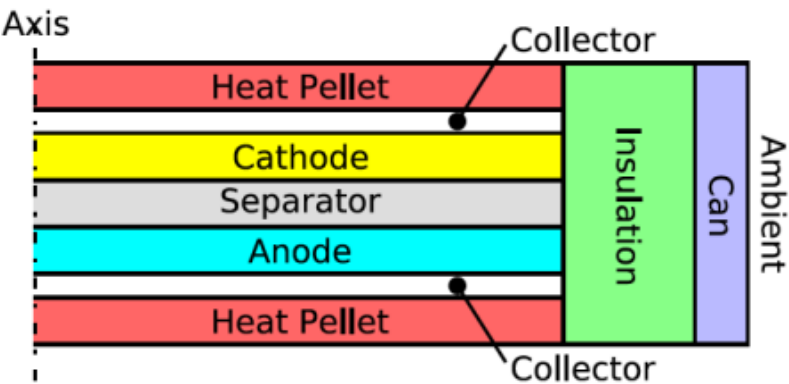 Axis
Collector
Heat Pellet
Cathode
Separator
Anode
Heat Pellet
Collector
Insulation
Can
Ambient